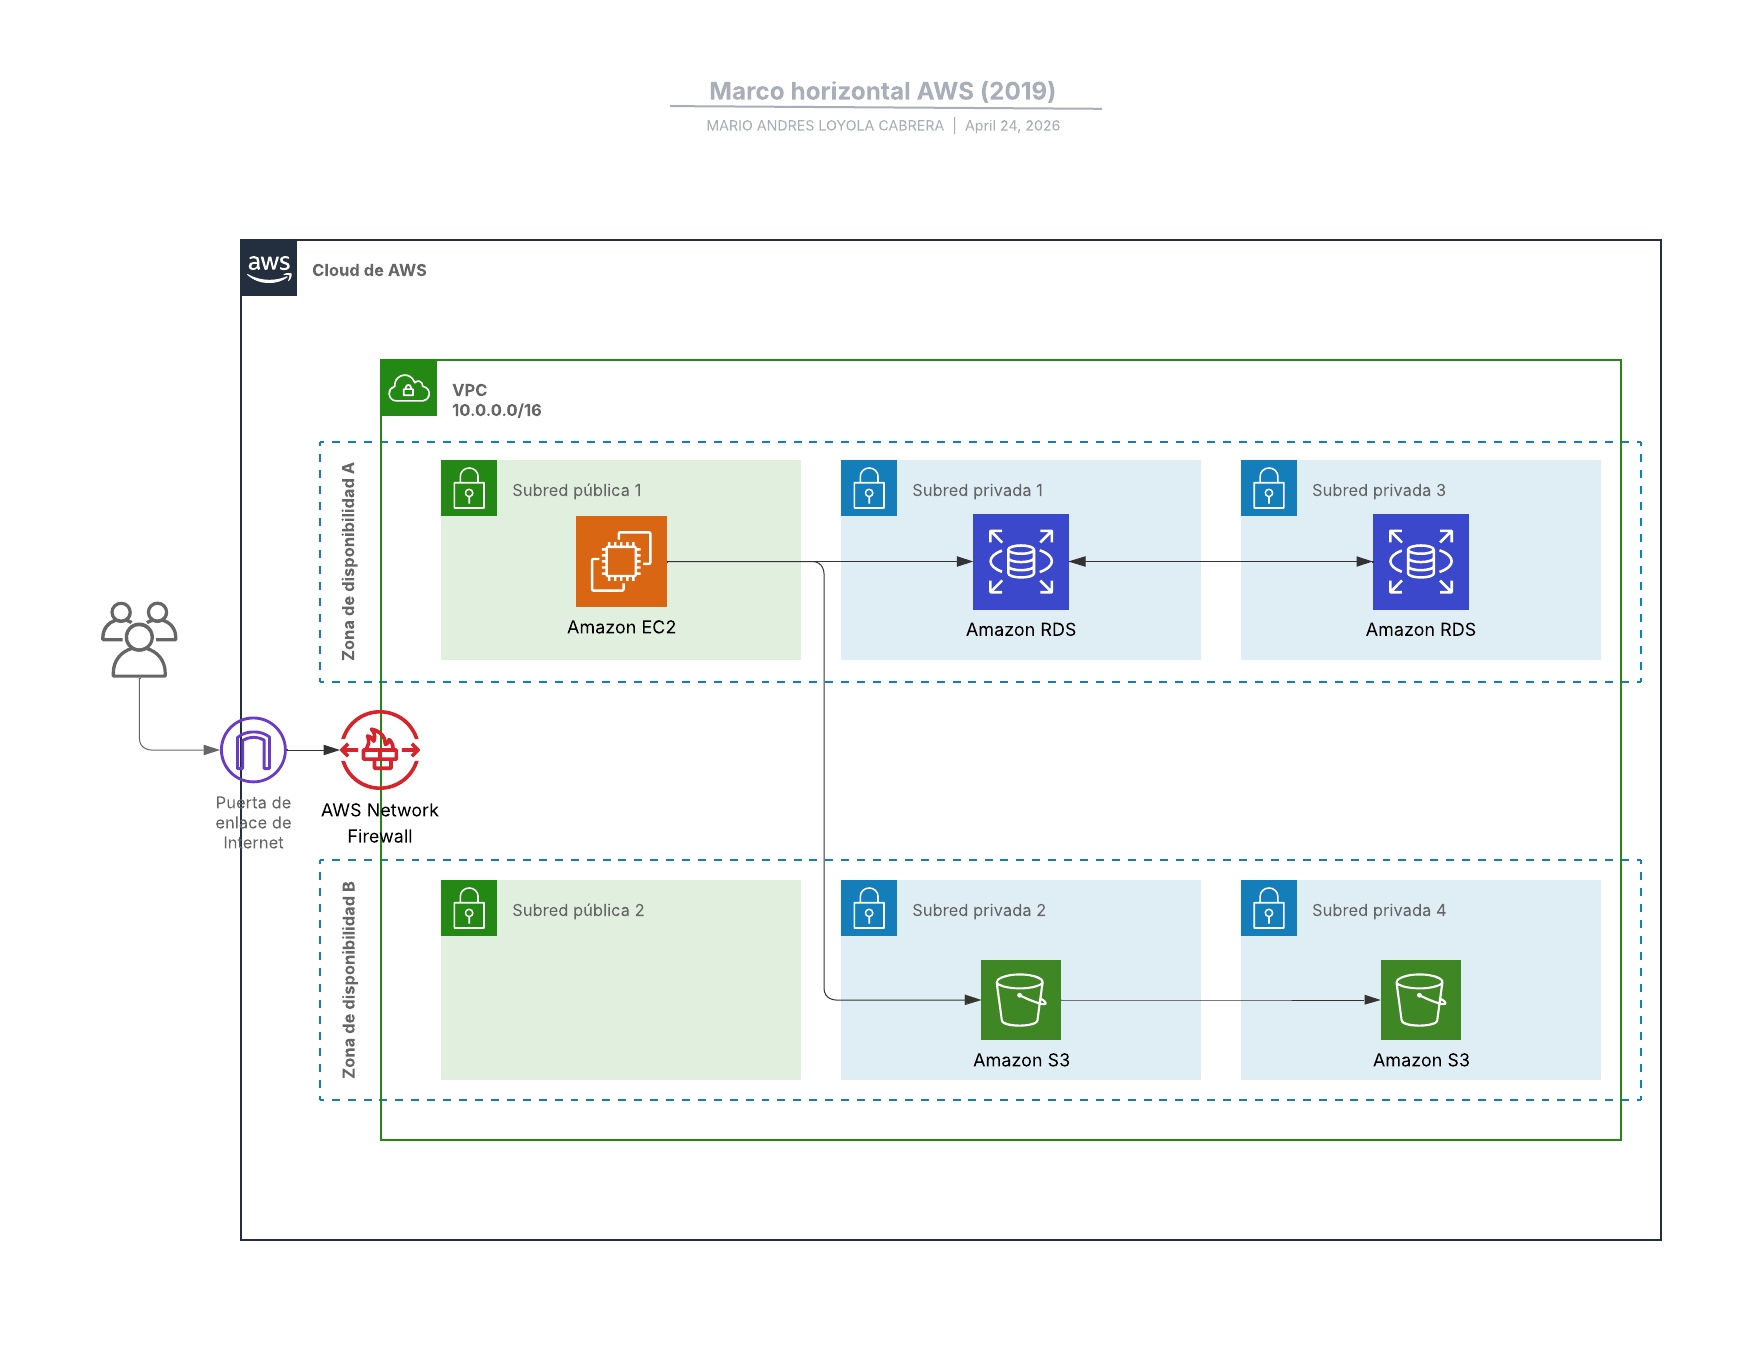 Marco horizontal AWS (2019)
MARIO ANDRES LOYOLA CABRERA | April 24, 2026
aws
Cloud de AWS
VPC
10.0.0.0/16
Zona de disponibilidad A
Subred pública 1
Subred privada 1
Subred privada 3
Amazon EC2
Amazon RDS
Amazon RDS
Puerta de
enlace de
Internet
AWS Network
Firewall
Zona de disponibilidad B
Subred pública 2
Subred privada 2
Subred privada 4
Amazon S3
Amazon S3